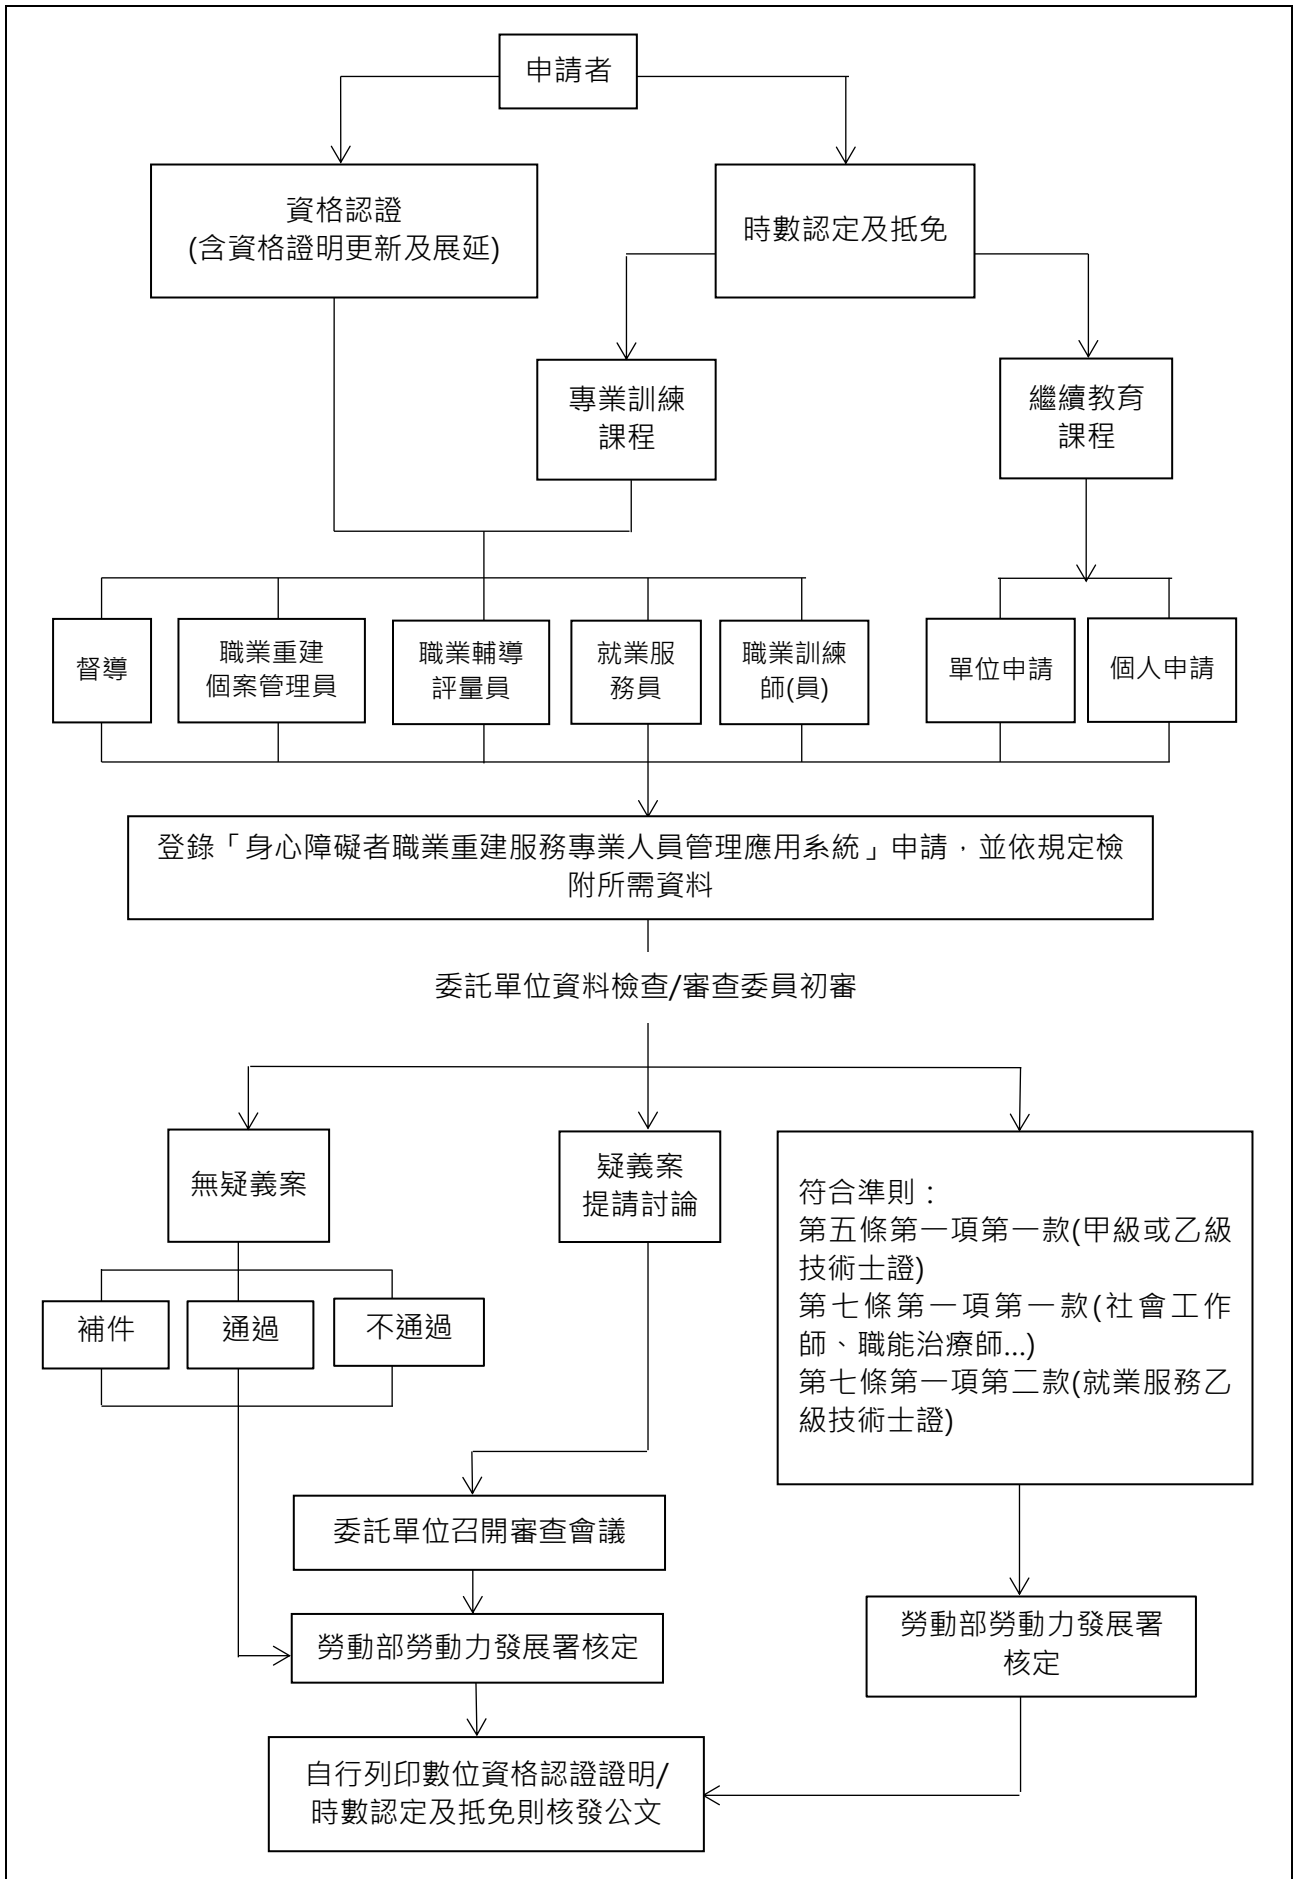 申請者
資格認證
(含資格證明更新及展延)
時數認定及抵免
專業訓練
課程
繼續教育
課程
督導
職業重建
個案管理員
職業輔導
評量員
就業服
務員
職業訓練
師(員)
單位申請
個人申請
登錄「身心障礙者職業重建服務專業人員管理應用系統」申請，並依規定檢
附所需資料
委託單位資料檢查/審查委員初審
無疑義案
疑義案
提請討論
符合準則：
第五條第一項第一款(甲級或乙級
技術士證)
第七條第一項第一款(社會工作
師、職能治療師...)
第七條第一項第二款(就業服務乙
級技術士證)
補件
通過
不通過
委託單位召開審查會議
勞動部勞動力發展署核定
勞動部勞動力發展署
核定
自行列印數位資格認證證明/
時數認定及抵免則核發公文